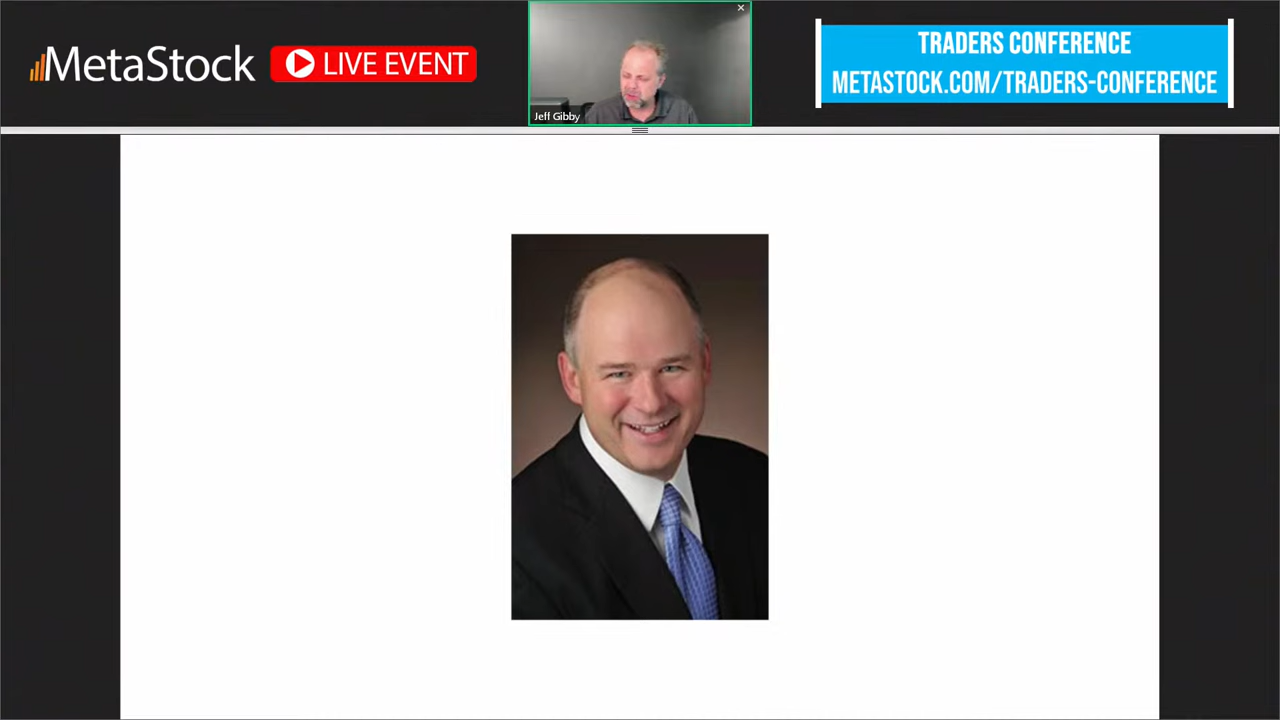 MetaStock
LIVE EVENT
Jeff Gibby
TRADERS CONFERENCE
METASTOCK.COM/TRADERS-CONFERENCE